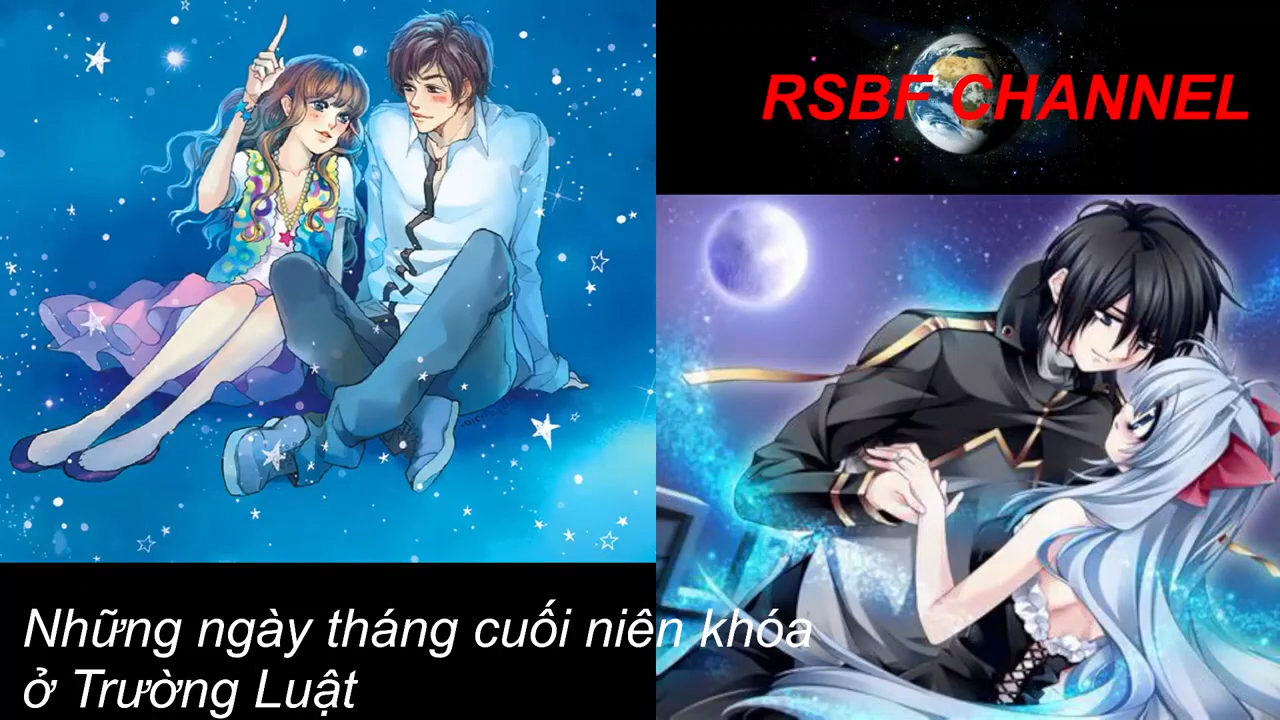 RSBF CHANNEL
Những ngày tháng cuối niên khóa
ở Trường Luật